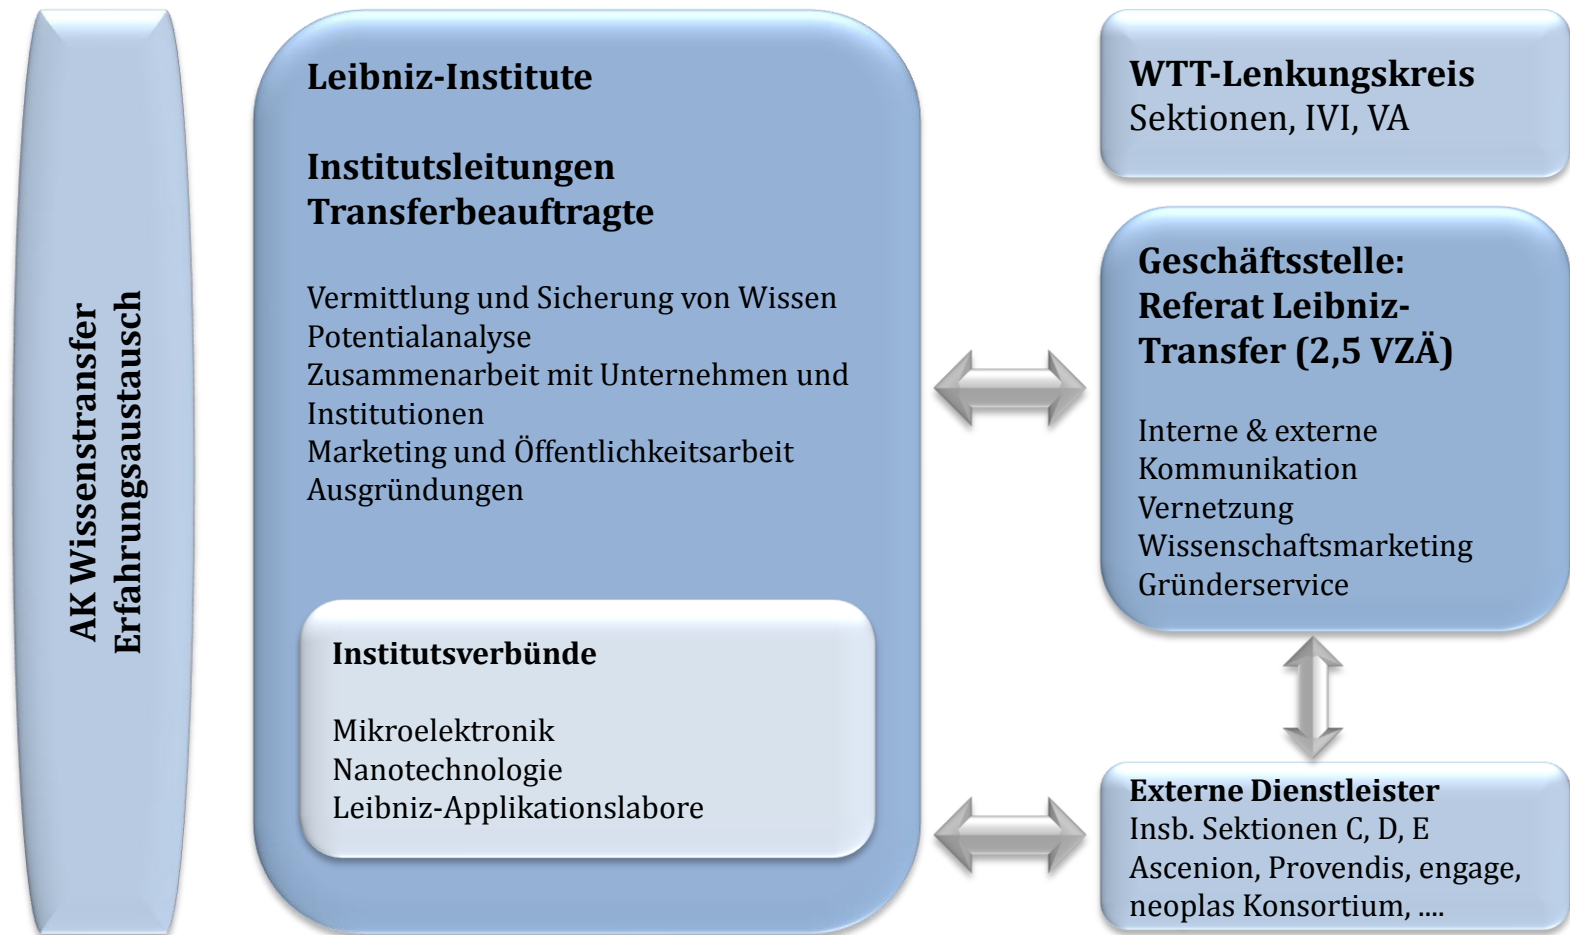 AK Wissenstransfer
Erfahrungsaustausch
Leibniz-Institute
Institutsleitungen
Transferbeauftragte
Vermittlung und Sicherung von Wissen
Potentialanalyse
Zusammenarbeit mit Unternehmen und
Institutionen
Marketing und Öffentlichkeitsarbeit
Ausgründungen
Institutsverbünde
Mikroelektronik
Nanotechnologie
Leibniz-Applikationslabore
WTT-Lenkungskreis
Sektionen, IVI, VA
Geschäftsstelle:
Referat Leibniz-
Transfer (2,5 VZÄ)
Interne & externe
Kommunikation
Vernetzung
Wissenschaftsmarketing
Gründerservice
Externe Dienstleister
Insb. Sektionen C, D, E
Ascenion, Provendis, engage,
neoplas Konsortium, ....